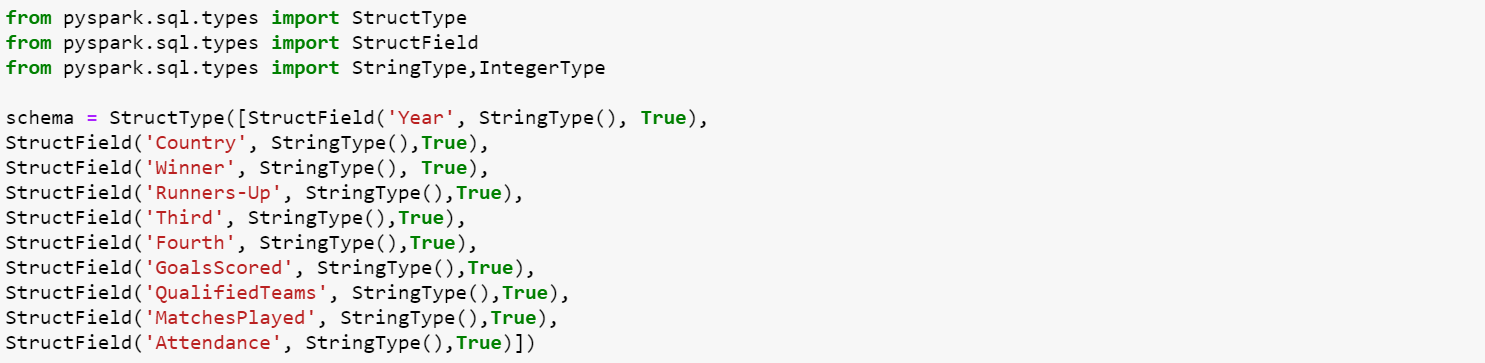 from pyspark.sql.types import StructType
from pyspark.sql.types import StructField
from pyspark.sql.types import StringType,IntegerType
schema = StructType([StructField('Year', StringType(), True),
StructField('Country', StringType(),True),
StructField('Winner', StringType(), True),
StructField('Runners-Up', StringType(),True),
StructField('Third', StringType(),True),
StructField('Fourth', StringType(),True),
StructField('GoalsScored', StringType(),True),
StructField('QualifiedTeams', StringType(),True),
StructField('MatchesPlayed', StringType(),True),
StructField('Attendance', StringType(),True)])